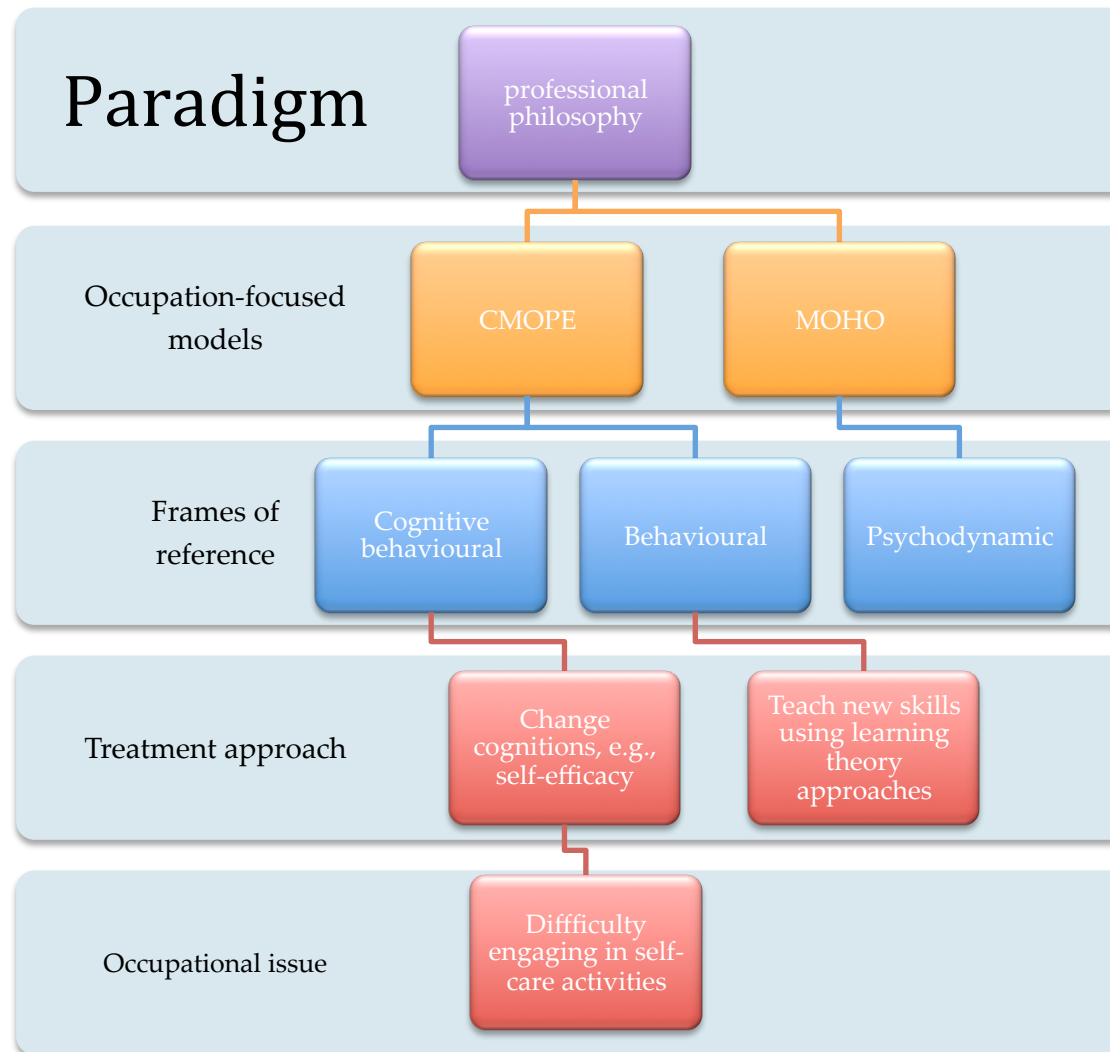 Paradigm
professional
philosophy
Occupation-focused
models
CMOPE
MOHO
Frames of
reference
Cognitive
behavioural
Behavioural
Psychodynamic
Treatment approach
Change
cognitions, e.g.,
self-efficacy
Teach new skills
using learning
theory
approaches
Occupational issue
Diffficulty
engaging in self-
care activities